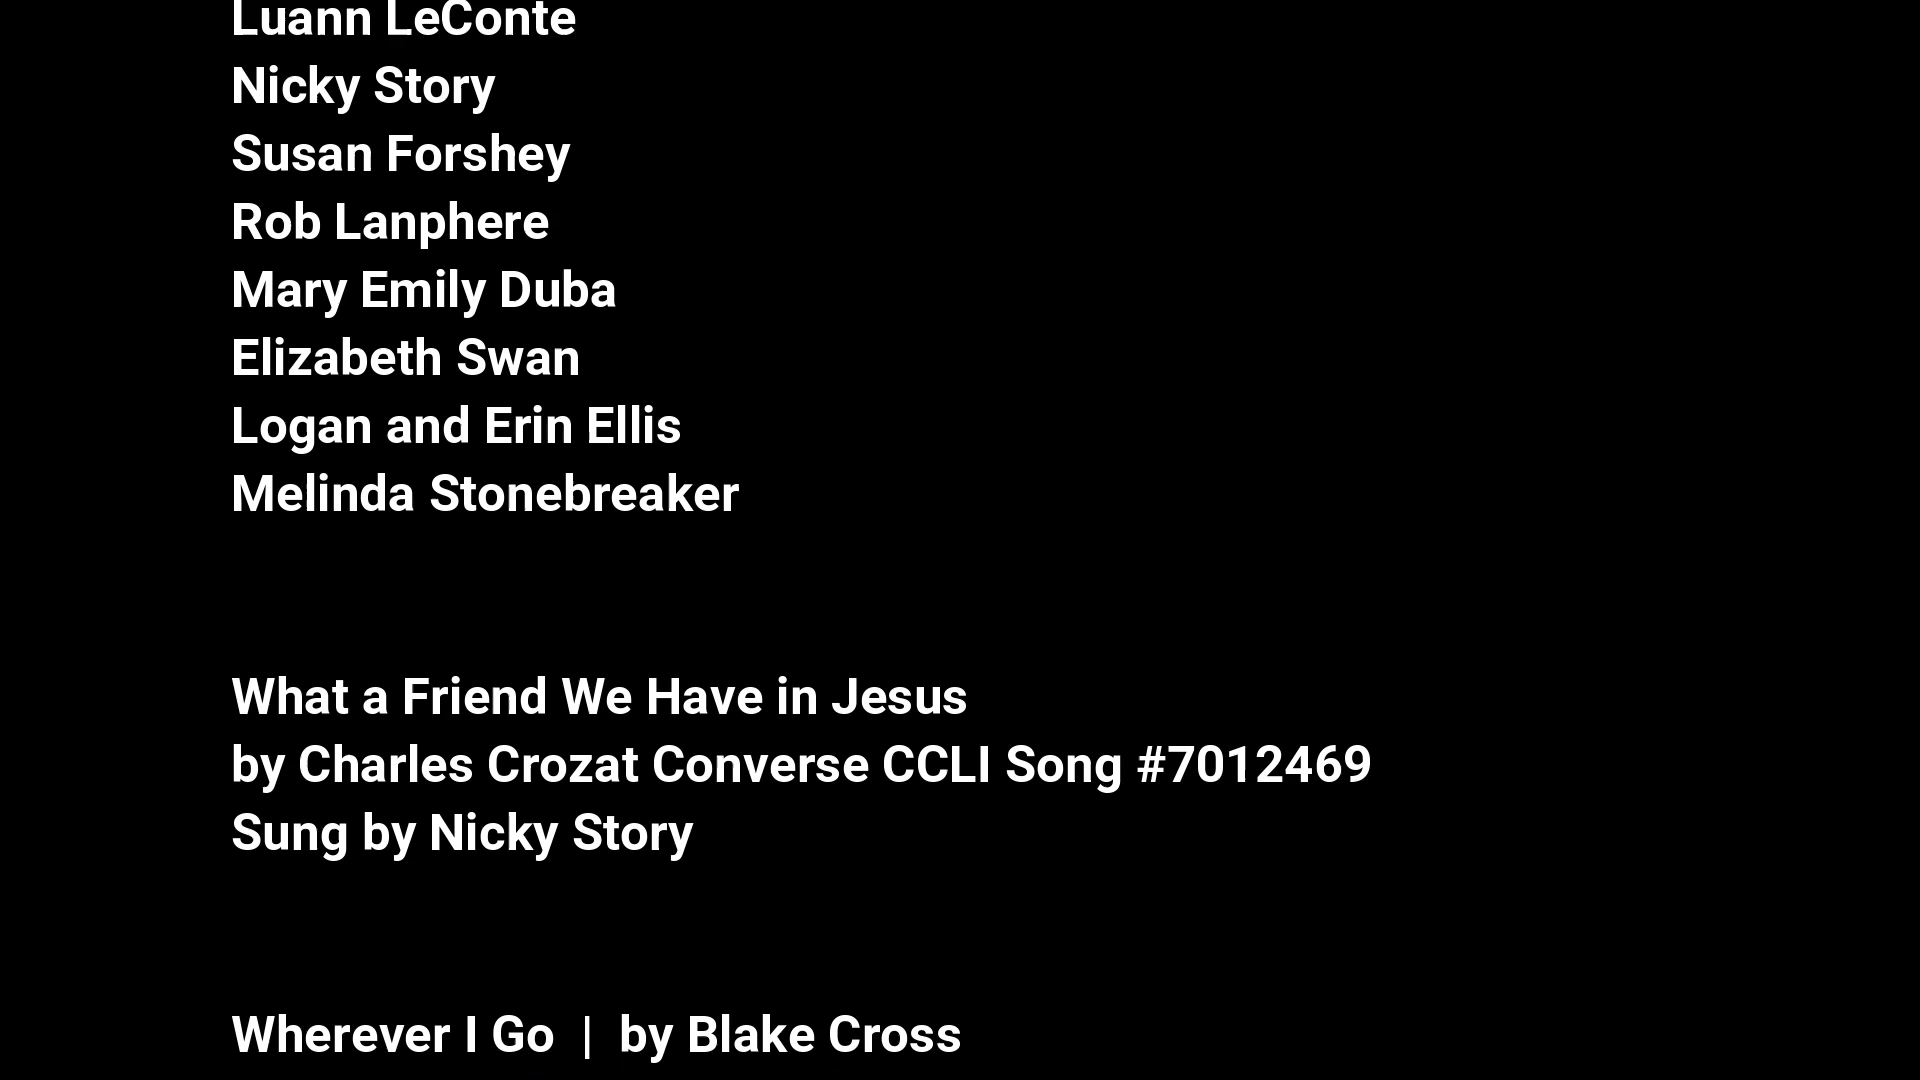 Luann LeConte
Nicky Story
Susan Forshey
Rob Lanphere
Mary Emily Duba
Elizabeth Swan
Logan and Erin Ellis
Melinda Stonebreaker
What a Friend We Have in Jesus
by Charles Crozat Converse CCLI Song #7012469
Sung by Nicky Story
Wherever I Go | by Blake Cross